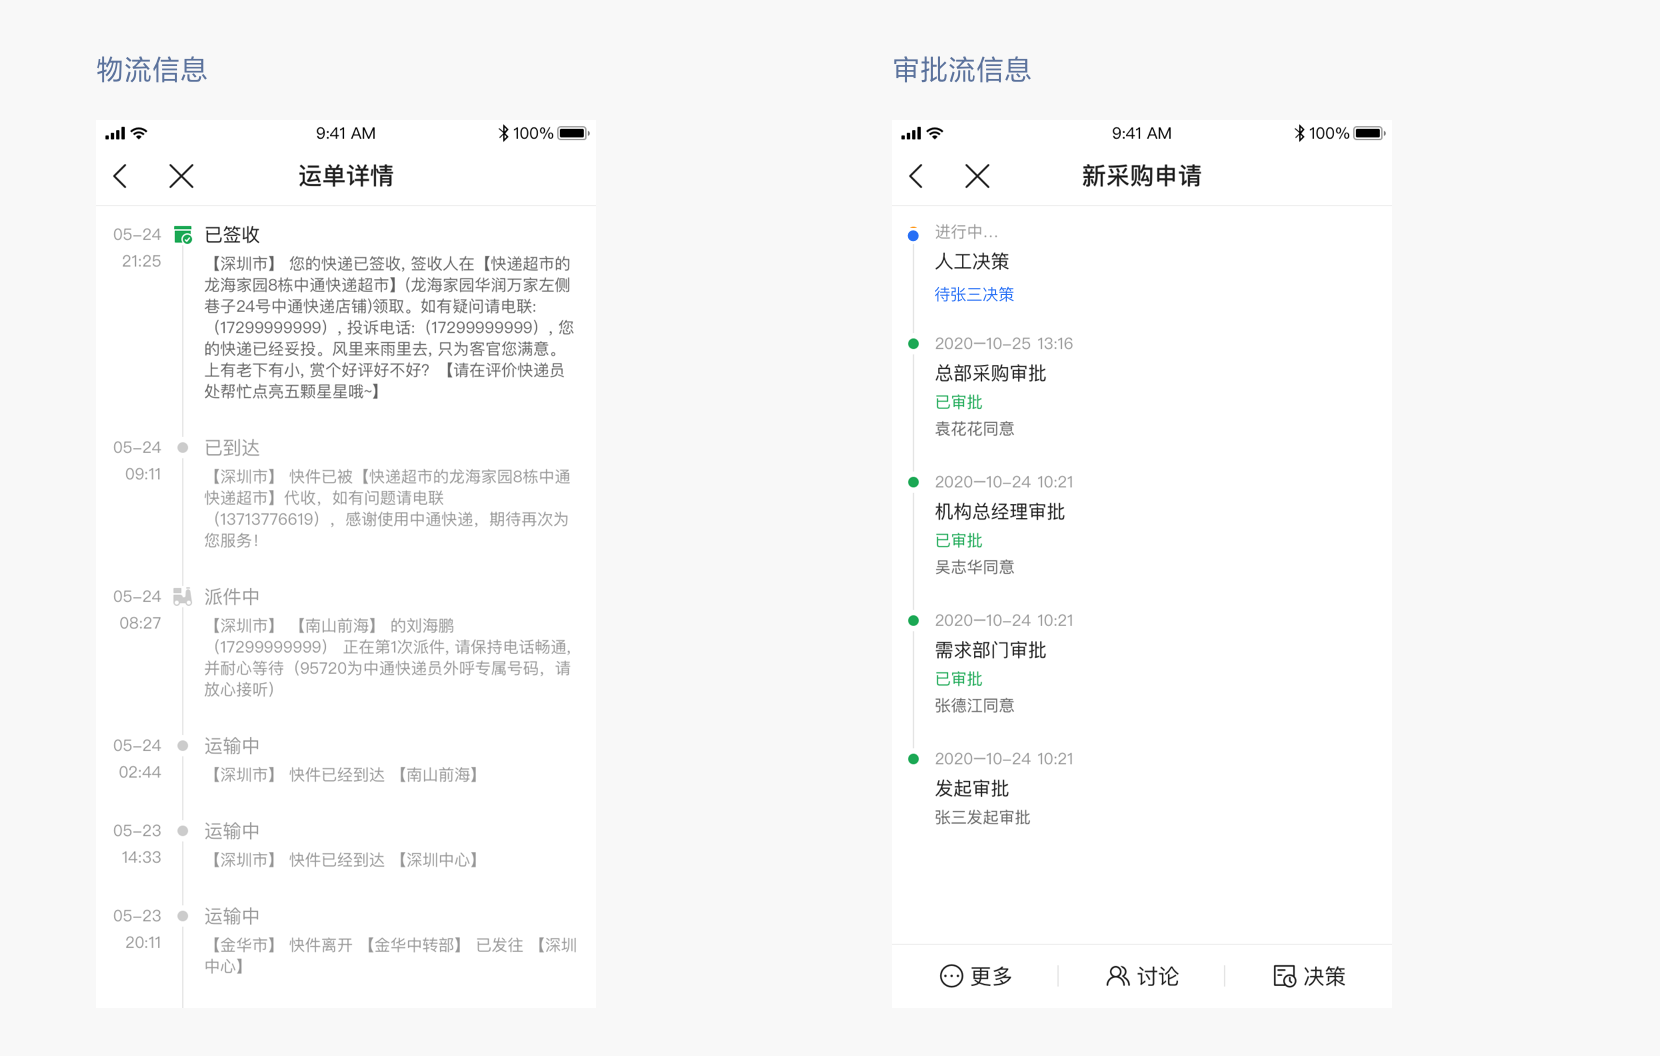 物流信息
9:41 AM
100%
运单详情
05-24
21:25
已签收
【深圳市】 您的快递已签收, 签收人在【快递超市的
龙海家园8栋中通快递超市】(龙海家园华润万家左侧
巷子24号中通快递店铺)领取。如有疑问请电联:
（17299999999）, 投诉电话:（17299999999）, 您
的快递已经妥投。风里来雨里去, 只为客官您满意。
上有老下有小, 赏个好评好不好? 【请在评价快递员
处帮忙点亮五颗星星哦~】
05-24
09:11
已到达
【深圳市】 快件已被【快递超市的龙海家园8栋中通
快递超市】代收，如有问题请电联
（13713776619）, 感谢使用中通快递，期待再次为
您服务!
05-24
08:27
派件中
【深圳市】 【南山前海】 的刘海鹏
（17299999999） 正在第1次派件, 请保持电话畅通,
并耐心等待（95720为中通快递员外呼专属号码，请
放心接听）
05-24
02:44
运输中
【深圳市】 快件已经到达 【南山前海】
05-23
14:33
运输中
【深圳市】 快件已经到达 【深圳中心】
05-23
20:11
运输中
【金华市】 快件离开 【金华中转部】 已发往 【深圳
中心】
审批流信息
9:41 AM
100%
新采购申请
进行中...
人工决策
待张三决策
2020—10-25 13:16
总部采购审批
已审批
袁花花同意
2020—10-24 10:21
机构总经理审批
已审批
吴志华同意
2020—10-24 10:21
需求部门审批
已审批
张德江同意
2020—10-24 10:21
发起审批
张三发起审批
更多
讨论
决策